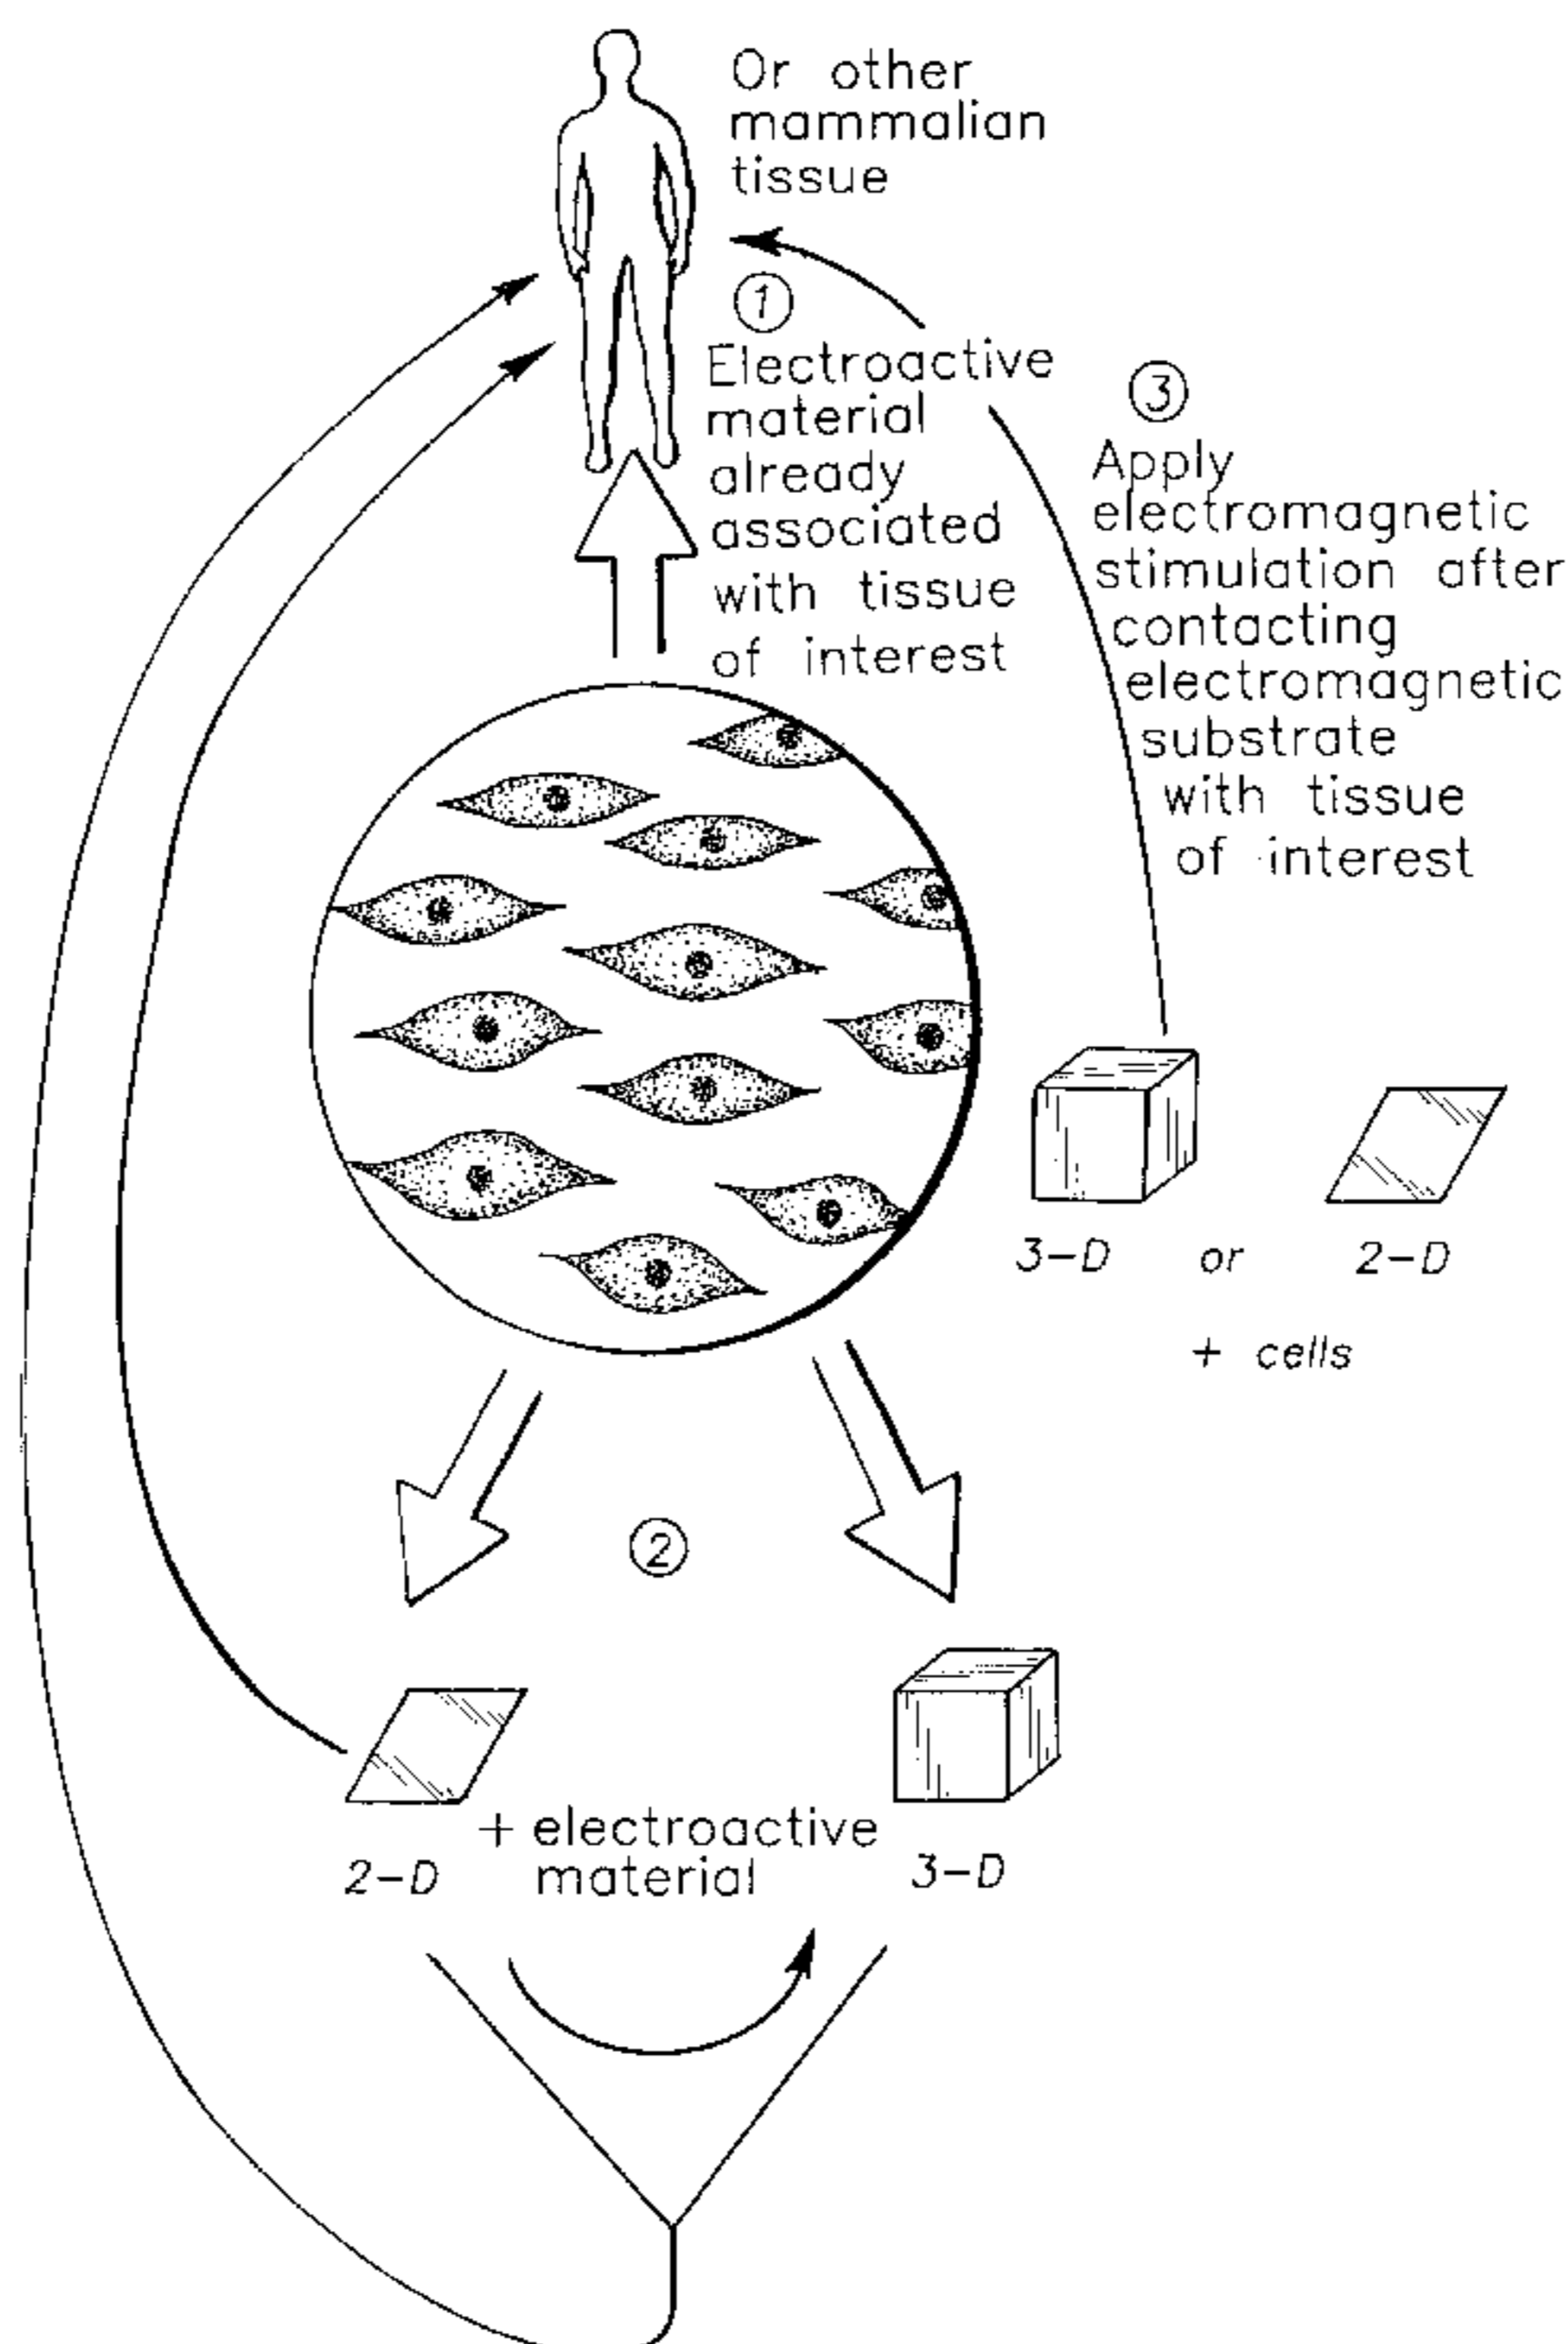 Or other
mammalian
tissue
1
Electroactive
material
already
associated
with tissue
of interest
3
Apply
electromagnetic
stimulation after
contacting
electromagnetic
substrate
with tissue
of interest
3-D or 2-D
+ cells
2
+ electroactive
material
2-D
3-D